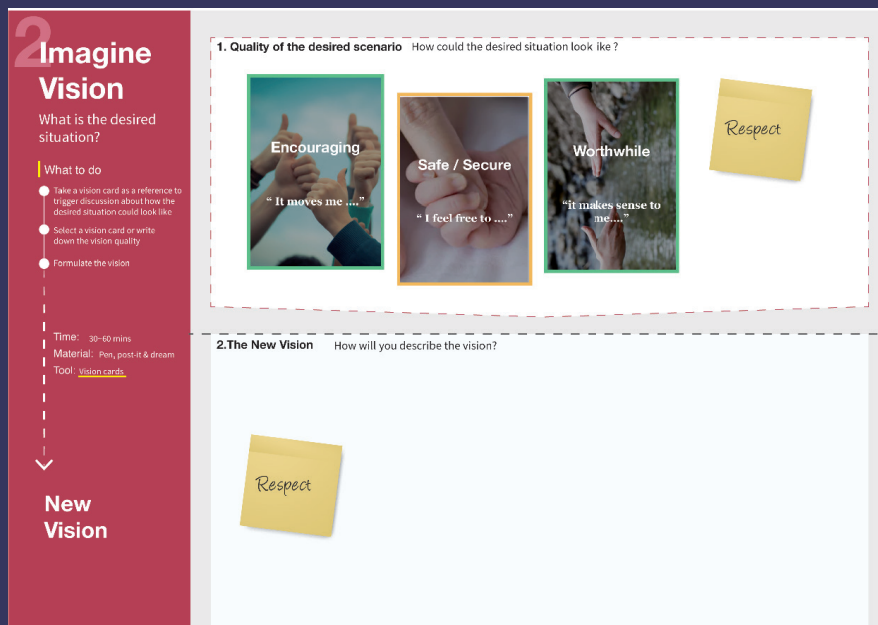 2
Imagine
Vision
What is the desired
situation?
What to do
Take a vision card as a reference to
trigger discussion about how the
desired situation could look like
Select a vision card or write
down the vision quality
Formulate the vision
Time: 30–60 mins
Material: Pen, post-it & dream
Tool: Vision cards
New
Vision
1. Quality of the desired scenario How could the desired situation look like ?
Encouraging
“ It moves me ....”
Safe / Secure
“ I feel free to ....”
Worthwhile
“it makes sense to
me....”
Respect
2.The New Vision How will you describe the vision?
Respect